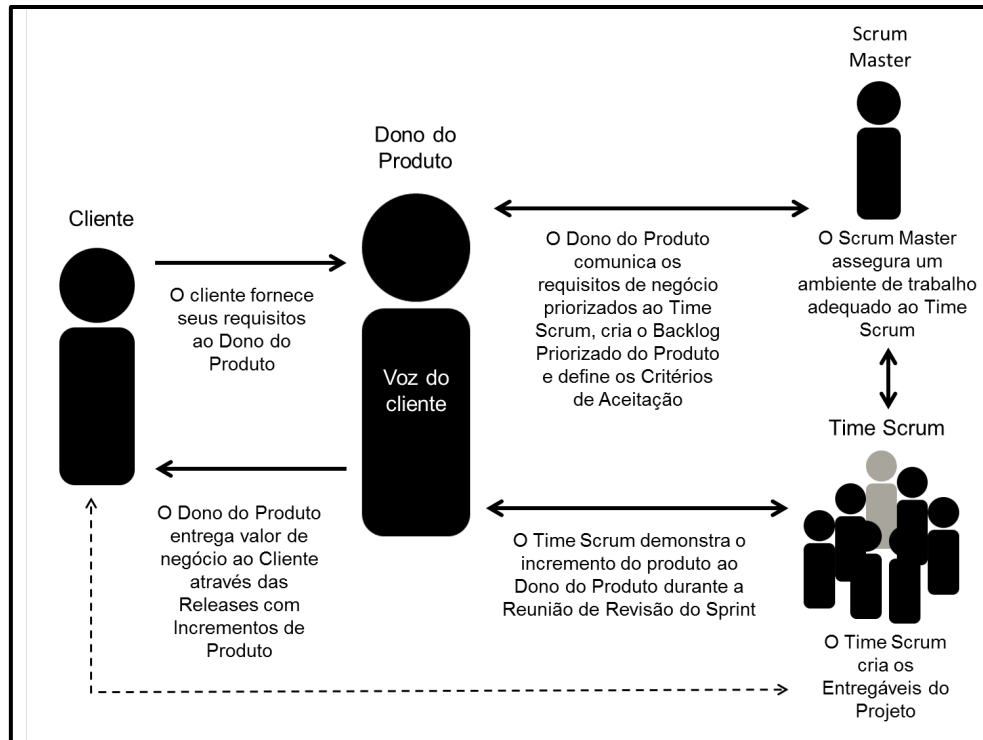 Scrum
Master
Dono do
Produto
Cliente
O cliente fornece
seus requisitos
ao Dono do
Produto
Voz do
cliente
O Dono do Produto
comunica os
requisitos de negócio
priorizados ao Time
Scrum, cria o Backlog
Priorizado do Produto
e define os Critérios
de Aceitação
O Scrum Master
assegura um
ambiente de trabalho
adequado ao Time
Scrum
Time Scrum
O Dono do Produto
entrega valor de
negócio ao Cliente
através das
Releases com
Incrementos de
Produto
O Time Scrum demonstra o
incremento do produto ao
Dono do Produto durante a
Reunião de Revisão do Sprint
O Time Scrum
cria os
Entregáveis do
Projeto